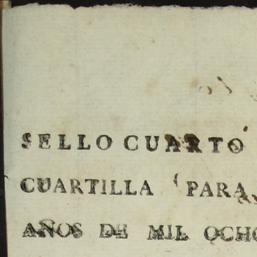 SELLO CUARTO
CUARTILLA PARA
AÑOS DE MIL OCHO